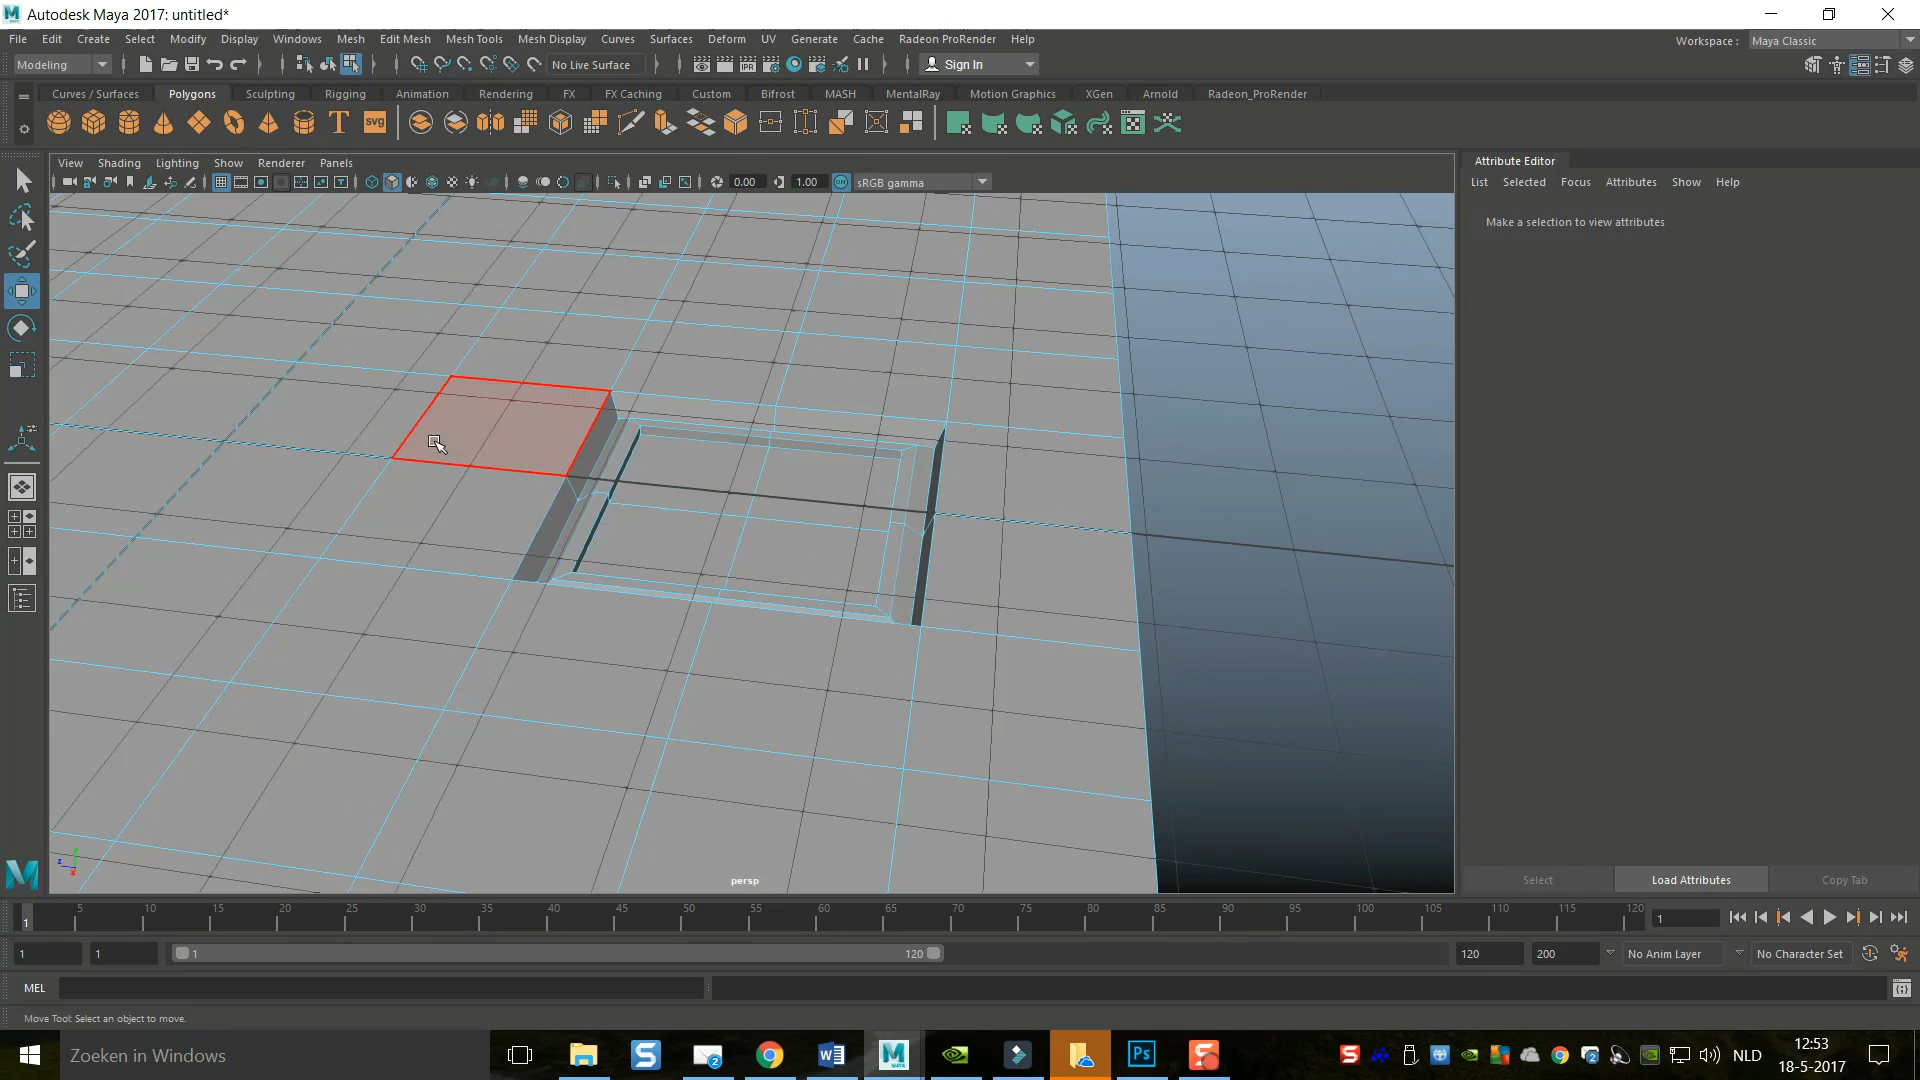 Autodesk Maya 2017: untitled*
File Edit Create Select Modify Display Windows Mesh Edit Mesh Mesh Tools Mesh Display Curves Surfaces Deform UV Generate Cache Radeon ProRender Help
Workspace : Maya Classic
Modeling No Live Surface Sign In
Curves / Surfaces Polygons Sculpting Rigging Animation Rendering FX FX Caching Custom Bifrost MASH MentalRay Motion Graphics XGen Arnold Radeon_ProRender
View Shading Lighting Show Renderer Panels
0.00 1.00 sRGB gamma
Attribute Editor
List Selected Focus Attributes Show Help
Make a selection to view attributes
persp
Select Load Attributes Copy Tab
1 5 10 15 20 25 30 35 40 45 50 55 60 65 70 75 80 85 90 95 100 105 110 115 120 1
1 1 1 120 120 200 No Anim Layer No Character Set
MEL
Move Tool: Select an object to move.
Zoeken in Windows
NLD
12:53
18-5-2017